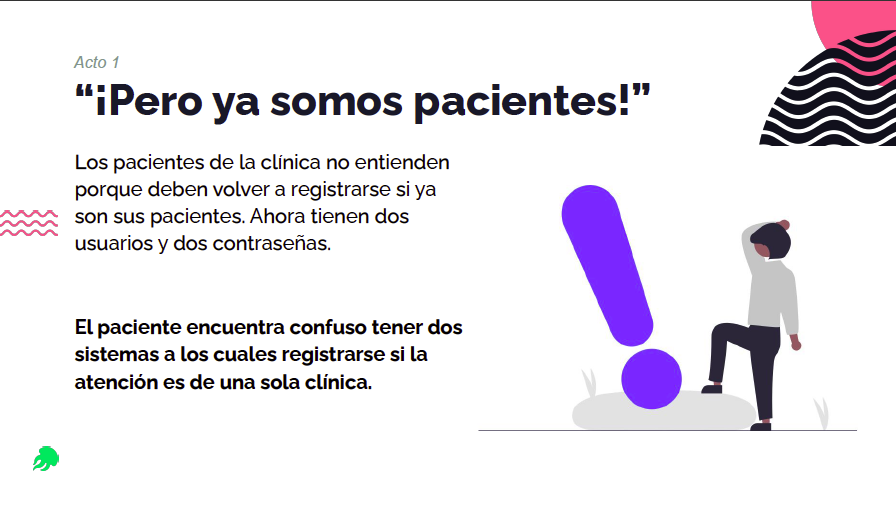 Acto 1
“¡Pero ya somos pacientes!”
Los pacientes de la clínica no entienden
porque deben volver a registrarse si ya
son sus pacientes. Ahora tienen dos
usuarios y dos contraseñas.
El paciente encuentra confuso tener dos
sistemas a los cuales registrarse si la
atención es de una sola clínica.